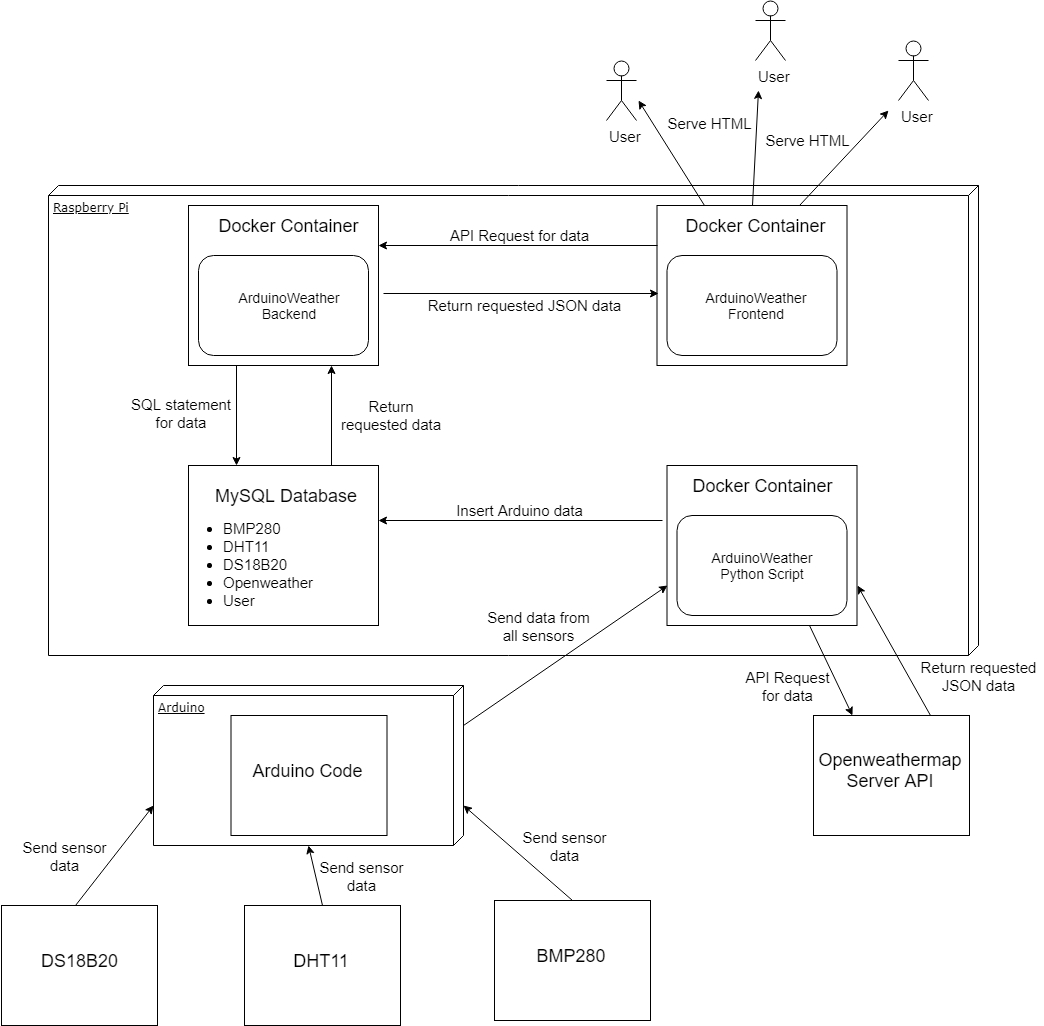 User
User
User
Serve HTML
Serve HTML
Raspberry Pi
Docker Container
ArduinoWeather
Backend
API Request for data
Return requested JSON data
Docker Container
ArduinoWeather
Frontend
SQL statement
for data
Return
requested data
MySQL Database
• BMP280
• DHT11
• DS18B20
• Openweather
• User
Insert Arduino data
Docker Container
ArduinoWeather
Python Script
Send data from
all sensors
API Request
for data
Return requested
JSON data
Arduino
Arduino Code
Openweathermap
Server API
Send sensor
data
Send sensor
data
Send sensor
data
DS18B20
DHT11
BMP280